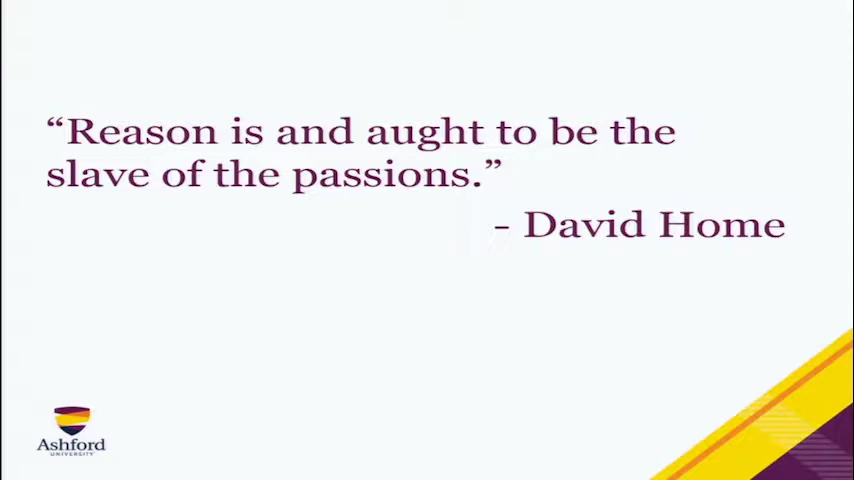 “Reason is and aught to be the
slave of the passions.”
- David Home
Ashford
UNIVERSITY